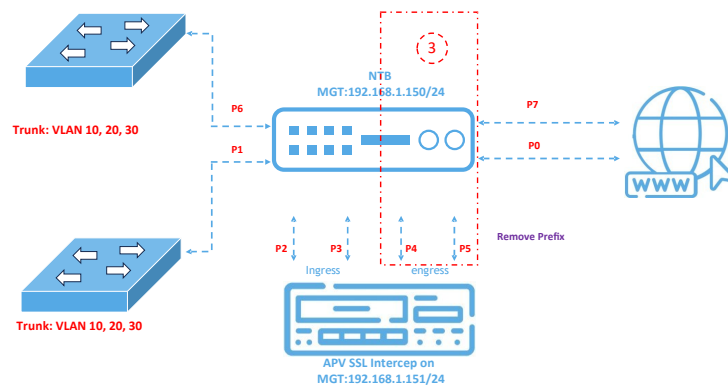 3
NTB
MGT:192.168.1.150/24
P6
P7
Trunk: VLAN 10, 20, 30
P1
P0
WWW
P2
P3
P4
P5
Remove Prefix
Ingress
engress
Trunk: VLAN 10, 20, 30
APV SSL Intercep on
MGT:192.168.1.151/24